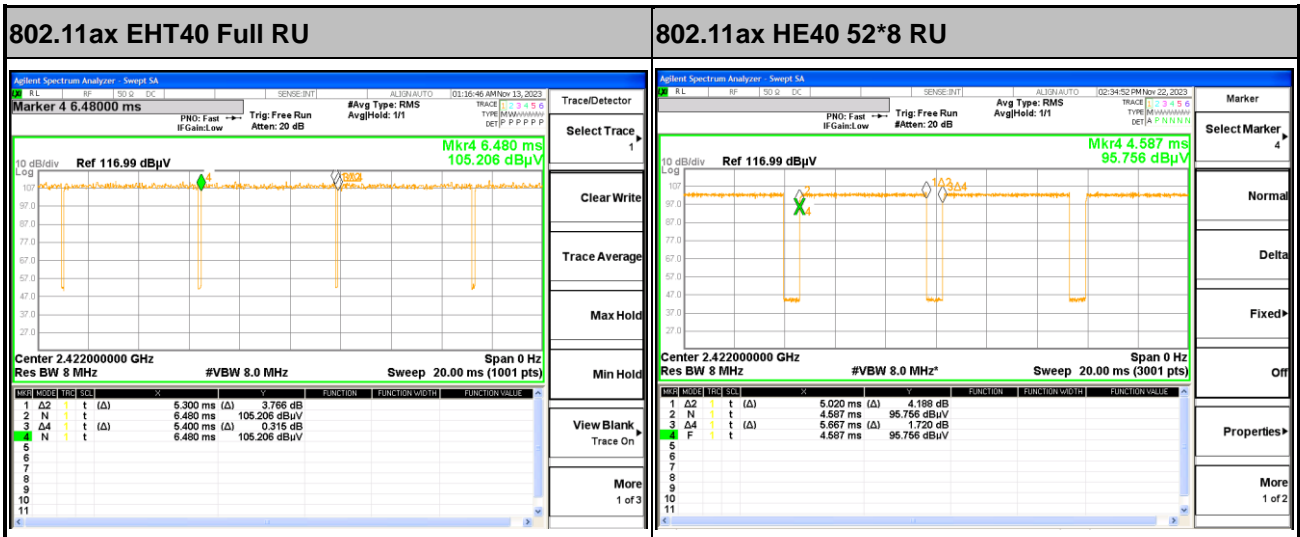 802.11ax EHT40 Full RU
Agilent Spectrum Analyzer - Swept SA
LXI RL RF 50 Ω DC SENSE:INT ALIGNAUTO 01:16:46 AM Nov 13, 2023
Marker 4 6.48000 ms
#Avg Type: RMS
TRACE 1 2 3 4 5 6
PNO: Fast Trig: Free Run Avg|Hold: 1/1
TYPE
IFGain:Low Atten: 20 dB
DET P P P P P P
Mkr4 6.480 ms
105.206 dBµV
10 dB/div Ref 116.99 dBµV
Log
107
97.0
87.0
77.0
67.0
57.0
47.0
37.0
27.0
4
Center 2.422000000 GHz Span 0 Hz
Res BW 8 MHz #VBW 8.0 MHz Sweep 20.00 ms (1001 pts)
MKR MODE TRC SCL X Y FUNCTION FUNCTION WIDTH FUNCTION VALUE
1 Δ2 1 t (Δ) 5.300 ms (Δ) 3.766 dB
2 N 1 t 6.480 ms 105.206 dBµV
3 Δ4 1 t (Δ) 5.400 ms (Δ) 0.315 dB
4 N 1 t 6.480 ms 105.206 dBµV
5
6
7
8
9
10
11
Trace/Detector
Select Trace
1
Clear Write
Trace Average
Max Hold
Min Hold
View Blank
Trace On
More
1 of 3
802.11ax HE40 52*8 RU
Agilent Spectrum Analyzer - Swept SA
LXI RL RF 50 Ω DC SENSE:INT ALIGNAUTO 02:34:52 PM Nov 22, 2023
Avg Type: RMS
TRACE 1 2 3 4 5 6
PNO: Fast Trig: Free Run Avg|Hold: 1/1
TYPE
IFGain:Low #Atten: 20 dB
DET A P N N N N
Mkr4 4.587 ms
95.756 dBµV
10 dB/div Ref 116.99 dBµV
Log
107
97.0
87.0
77.0
67.0
57.0
47.0
37.0
27.0
2
4
1Δ2
3Δ4
Center 2.422000000 GHz Span 0 Hz
Res BW 8 MHz #VBW 8.0 MHz* Sweep 20.00 ms (3001 pts)
MKR MODE TRC SCL X Y FUNCTION FUNCTION WIDTH FUNCTION VALUE
1 Δ2 1 t (Δ) 5.020 ms (Δ) 4.188 dB
2 N 1 t 4.587 ms 95.756 dBµV
3 Δ4 1 t (Δ) 5.667 ms (Δ) 1.720 dB
4 F 1 t 4.587 ms 95.756 dBµV
5
6
7
8
9
10
11
Marker
Select Marker
4
Normal
Delta
Fixed
Off
Properties
More
1 of 2